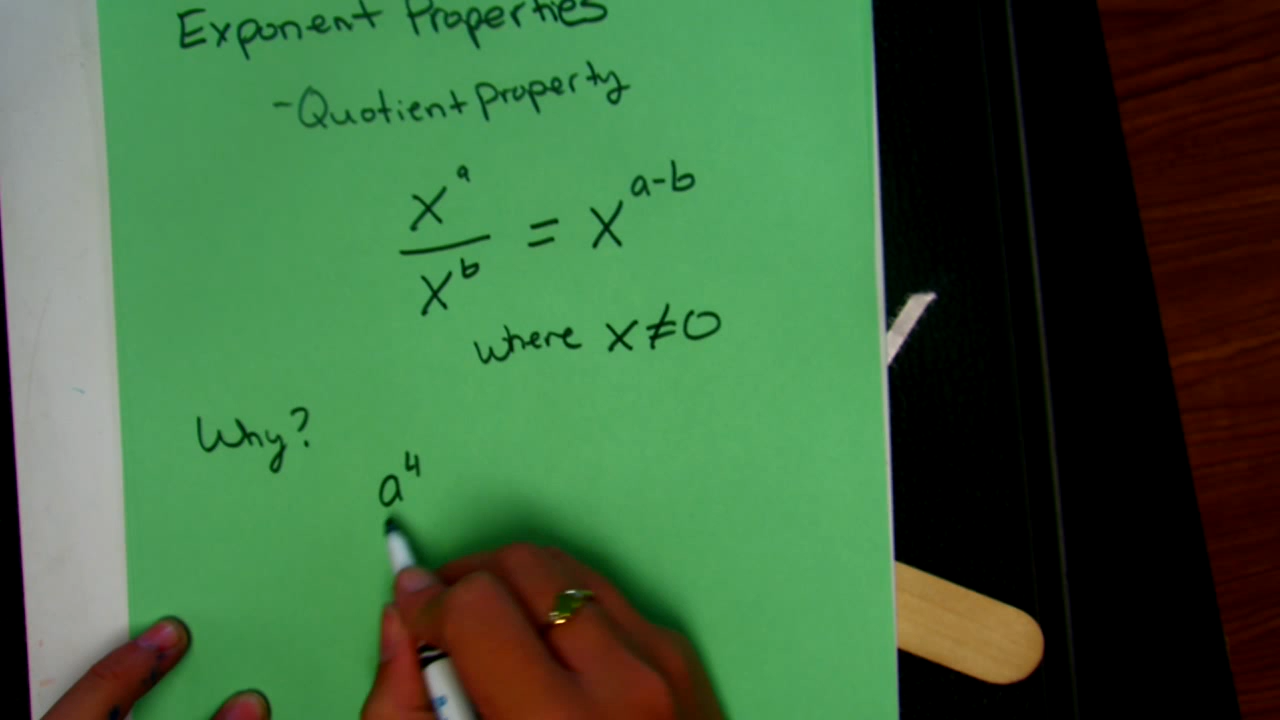 Exponent Properties
- Quotient Property
x^a / x^b = x^(a-b)
where x ≠ 0
Why?
a^4